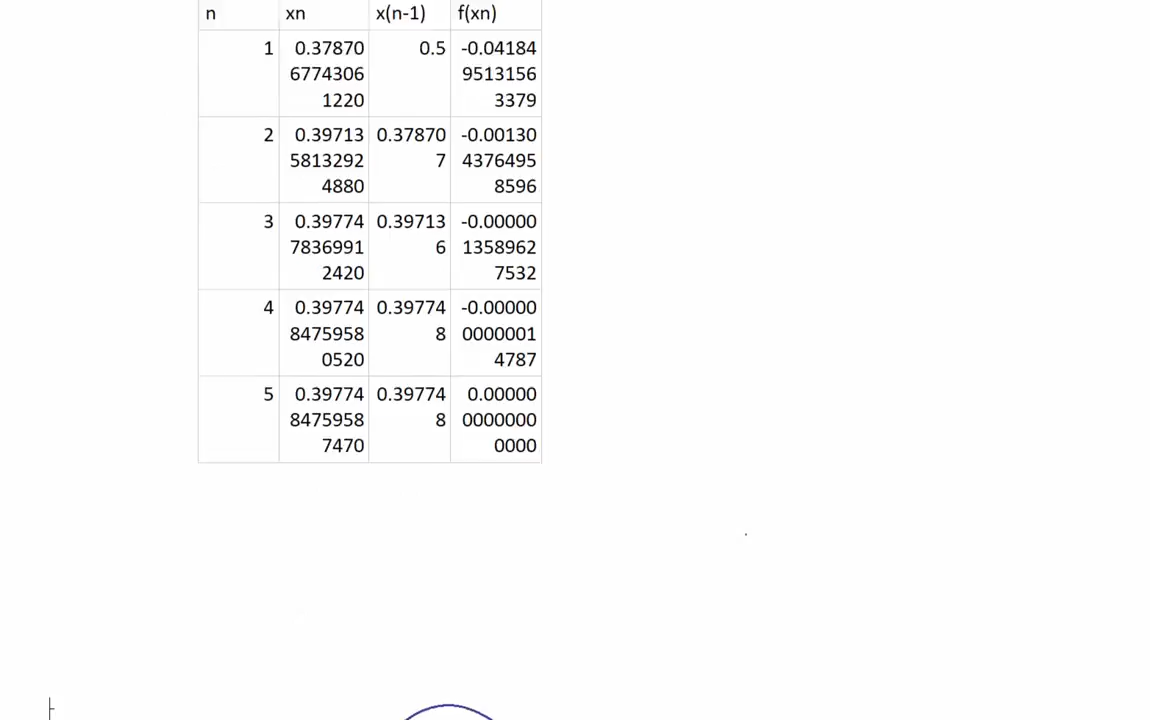 n xn x(n-1) f(xn)
1 0.37870 0.5 -0.04184
6774306 9513156
1220 3379
2 0.39713 0.37870 -0.00130
5813292 7 4376495
4880 8596
3 0.39774 0.39713 -0.00000
7836991 6 1358962
2420 7532
4 0.39774 0.39774 -0.00000
8475958 8 0000001
0520 4787
5 0.39774 0.39774 0.00000
8475958 8 0000000
7470 0000